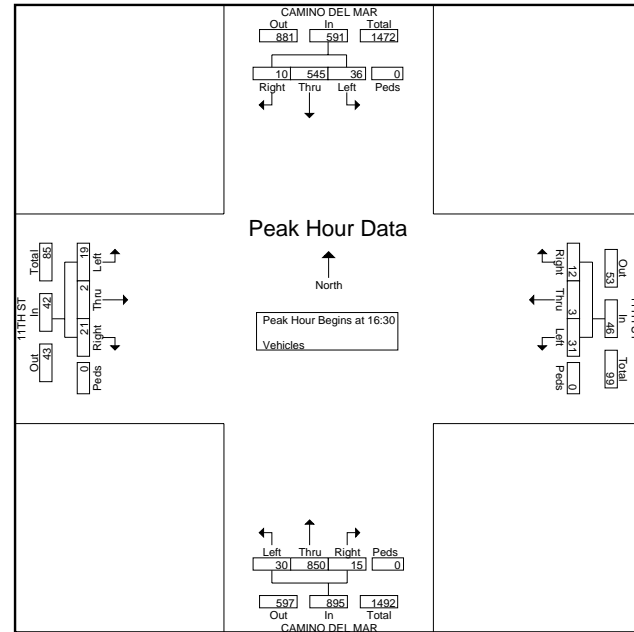 CAMINO DEL MAR
Out In Total
881 591 1472
10 545 36 0
Right Thru Left Peds
Peak Hour Data
North
Peak Hour Begins at 16:30
Vehicles
11TH ST
Out In Total
43 42 85
Left Thru Right Peds
19 2 21 0
Out In Total
53 46 99
12 3 31 0
Right Thru Left Peds
Left Thru Right Peds
30 850 15 0
597 895 1492
Out In Total
CAMINO DEL MAR